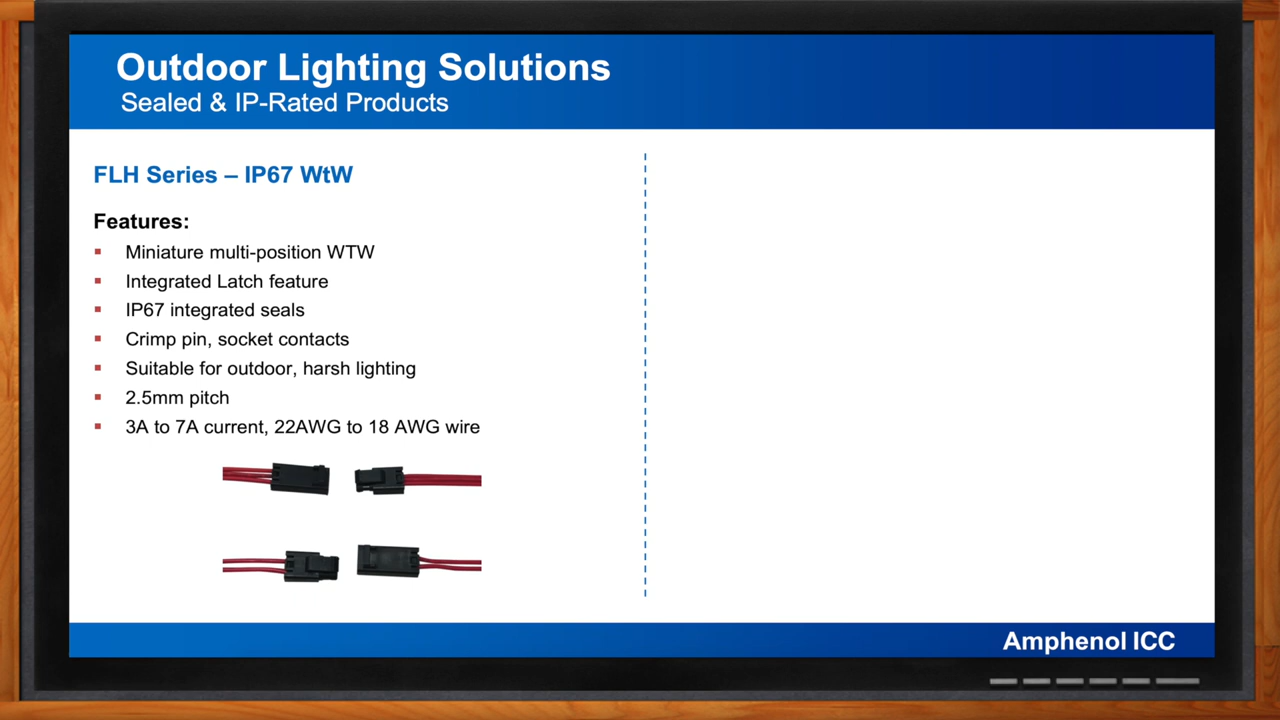 Outdoor Lighting Solutions
Sealed & IP-Rated Products
FLH Series – IP67 WtW
Features:
Miniature multi-position WTW
Integrated Latch feature
IP67 integrated seals
Crimp pin, socket contacts
Suitable for outdoor, harsh lighting
2.5mm pitch
3A to 7A current, 22AWG to 18 AWG wire
Amphenol ICC